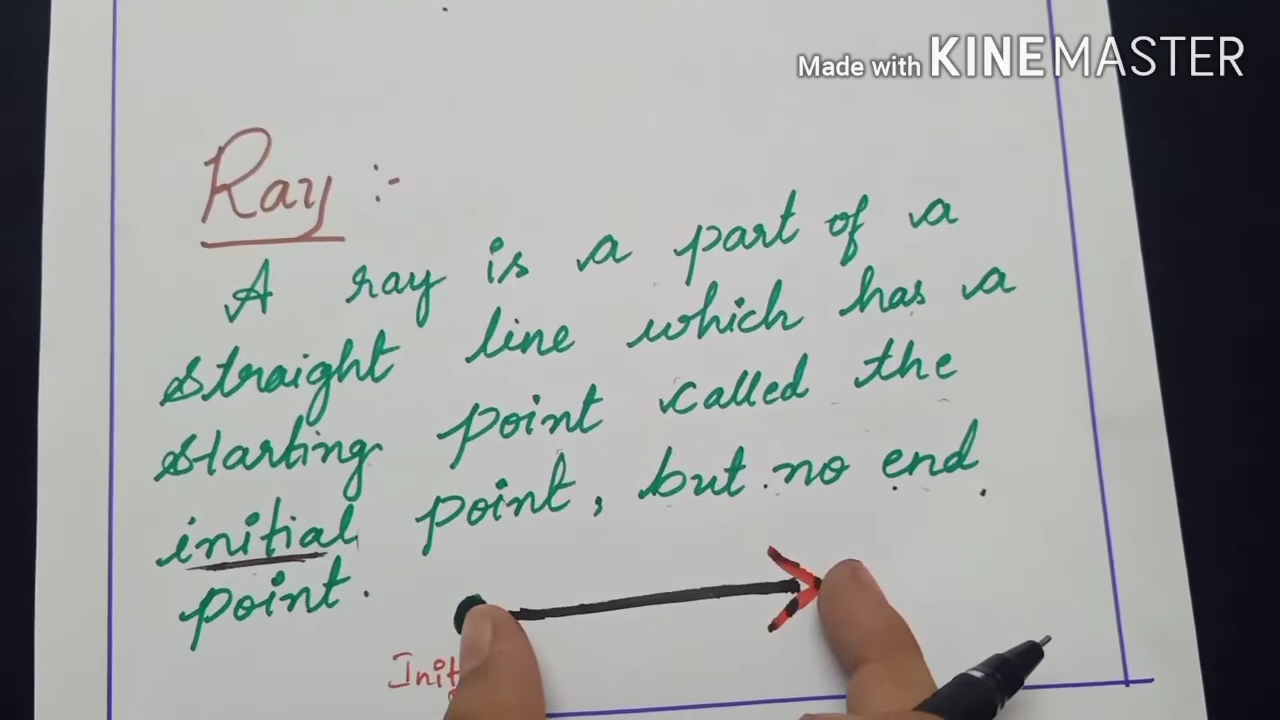 Made with KINEMASTER
Ray :-
A ray is a part of a
straight line which has a
starting point called the
initial point, but no end
point.
Init